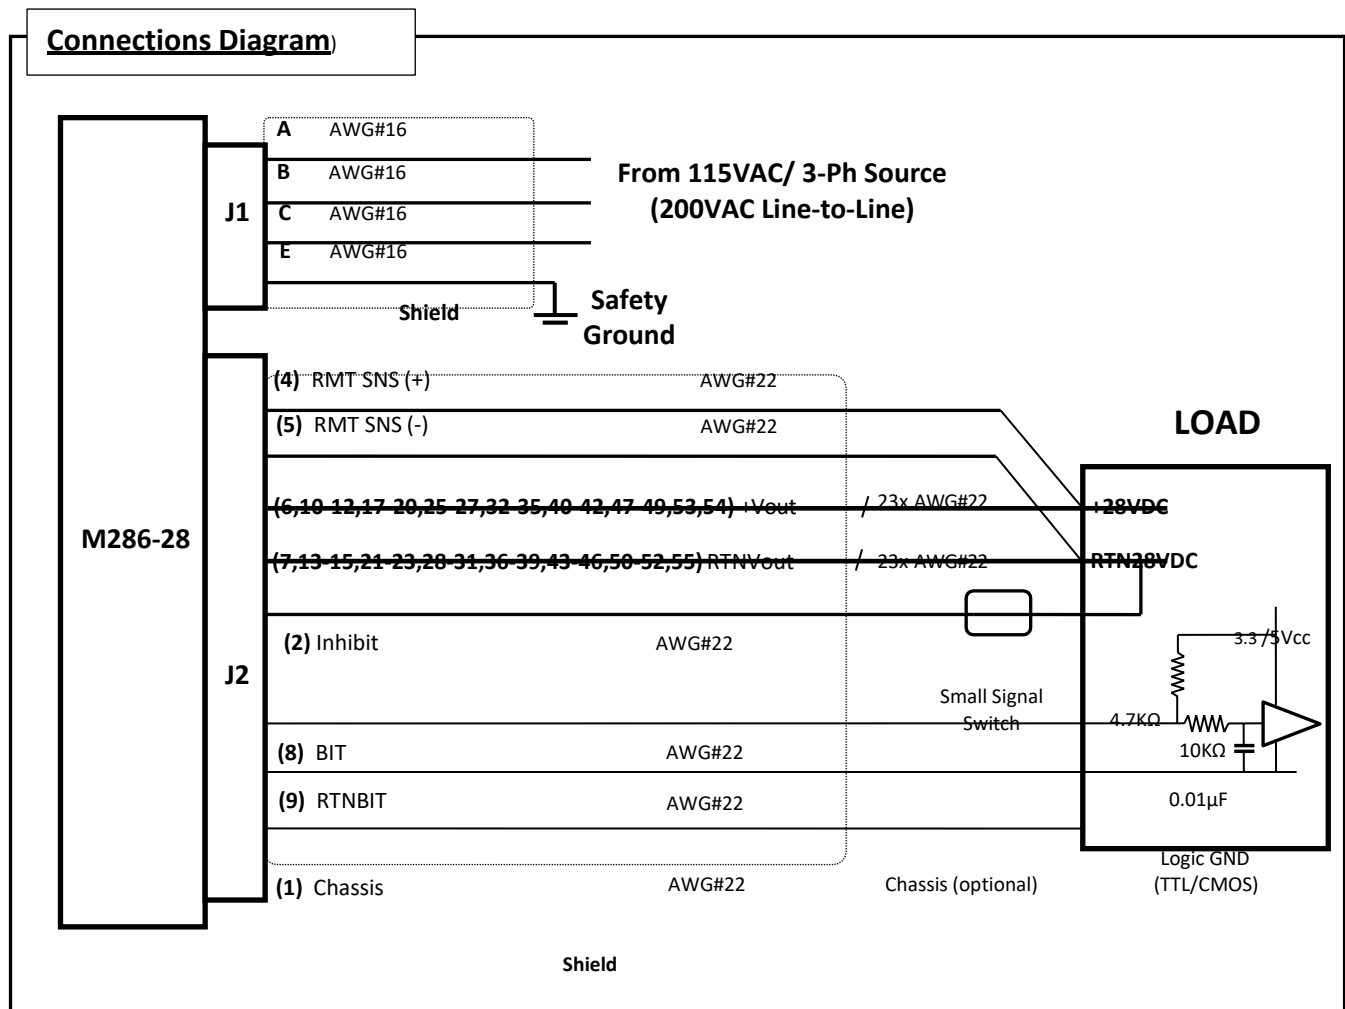 Connections Diagram)
A AWG#16
B AWG#16
C AWG#16
E AWG#16
J1
From 115VAC/ 3-Ph Source
(200VAC Line-to-Line)
Shield
Safety
Ground
(4) RMT SNS (+) AWG#22
(5) RMT SNS (-) AWG#22
LOAD
(6,10-12,17-20,25-27,32-35,40-42,47-49,53,54) +Vout / 23x AWG#22 +28VDC
M286-28
(7,13-15,21-23,28-31,36-39,43-46,50-52,55) RTNVout / 23x AWG#22 RTN28VDC
(2) Inhibit AWG#22
3.3 /5Vcc
J2
Small Signal
Switch
4.7KΩ
10KΩ
(8) BIT AWG#22
(9) RTNBIT AWG#22
0.01µF
Logic GND
(TTL/CMOS)
(1) Chassis AWG#22 Chassis (optional)
Shield